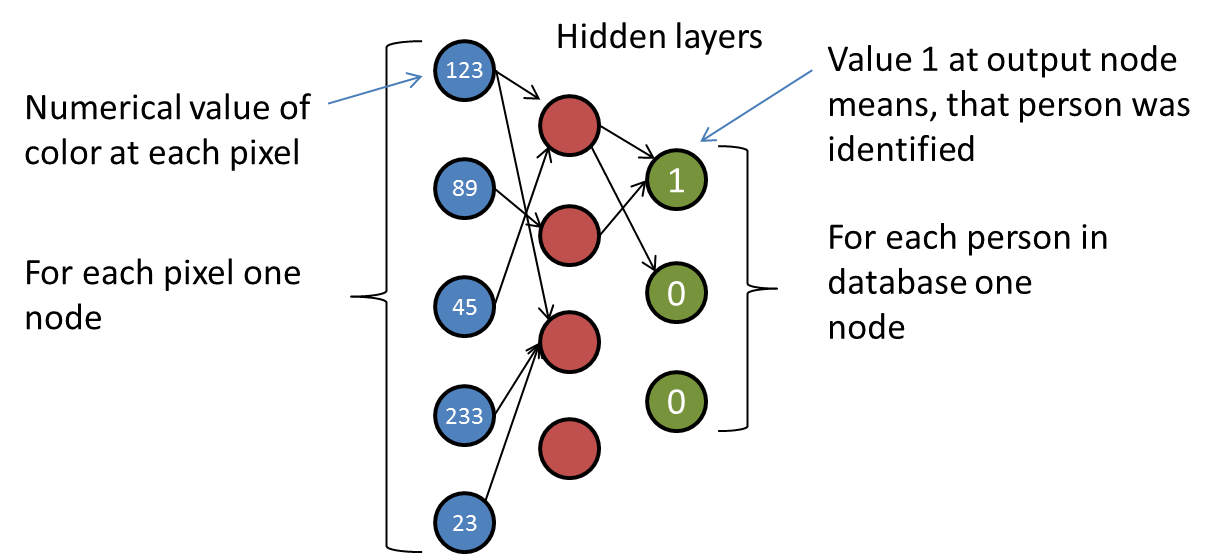 Hidden layers
Numerical value of
color at each pixel
For each pixel one
node
123
89
45
233
23
1
0
0
Value 1 at output node
means, that person was
identified
For each person in
database one
node